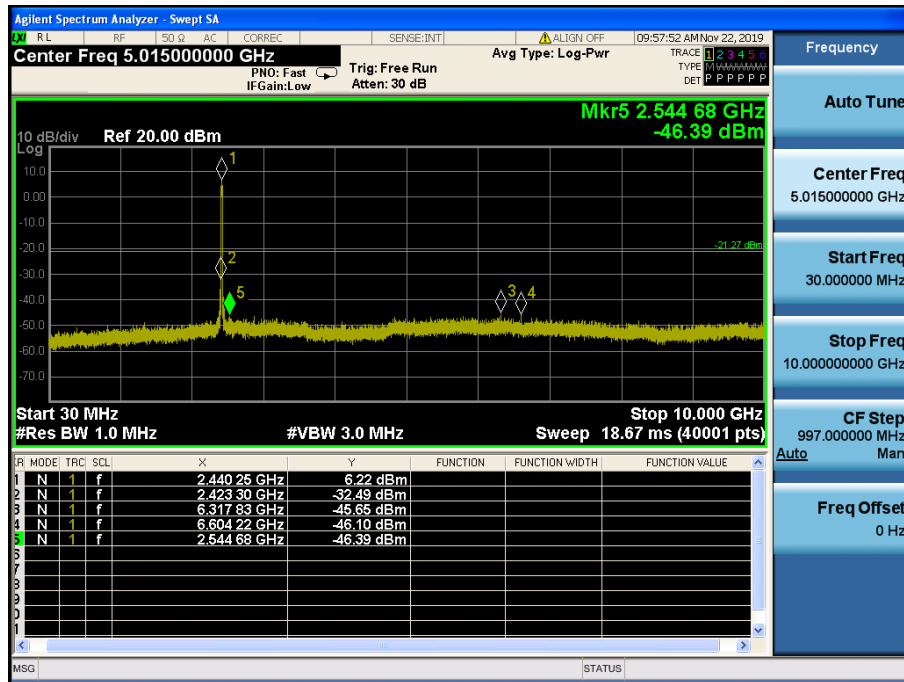 Agilent Spectrum Analyzer - Swept SA
LXI RL RF 50 Ω AC CORREC SENSE:INT ALIGN OFF 09:57:52 AM Nov 22, 2019
Center Freq 5.015000000 GHz
PNO: Fast
IFGain:Low
Trig: Free Run
Atten: 30 dB
Avg Type: Log-Pwr
TRACE 1 2 3 4 5 6
TYPE M W W W W W
DET P P P P P P
Mkr5 2.544 68 GHz
-46.39 dBm
10 dB/div Ref 20.00 dBm
Log
10.0
0.00
-10.0
-20.0
-30.0
-40.0
-50.0
-60.0
-70.0
1
2
5
3 4
-21.27 dBm
Start 30 MHz Stop 10.000 GHz
#Res BW 1.0 MHz #VBW 3.0 MHz Sweep 18.67 ms (40001 pts)
MODE TRC SCL X Y FUNCTION FUNCTION WIDTH FUNCTION VALUE
1 N 1 f 2.440 25 GHz 6.22 dBm
2 N 1 f 2.423 30 GHz -32.49 dBm
3 N 1 f 6.317 83 GHz -45.65 dBm
4 N 1 f 6.604 22 GHz -46.10 dBm
5 N 1 f 2.544 68 GHz -46.39 dBm
6
7
8
9
MSG STATUS
Frequency
Auto Tune
Center Freq
5.015000000 GHz
Start Freq
30.000000 MHz
Stop Freq
10.000000000 GHz
CF Step
997.000000 MHz
Auto Man
Freq Offset
0 Hz